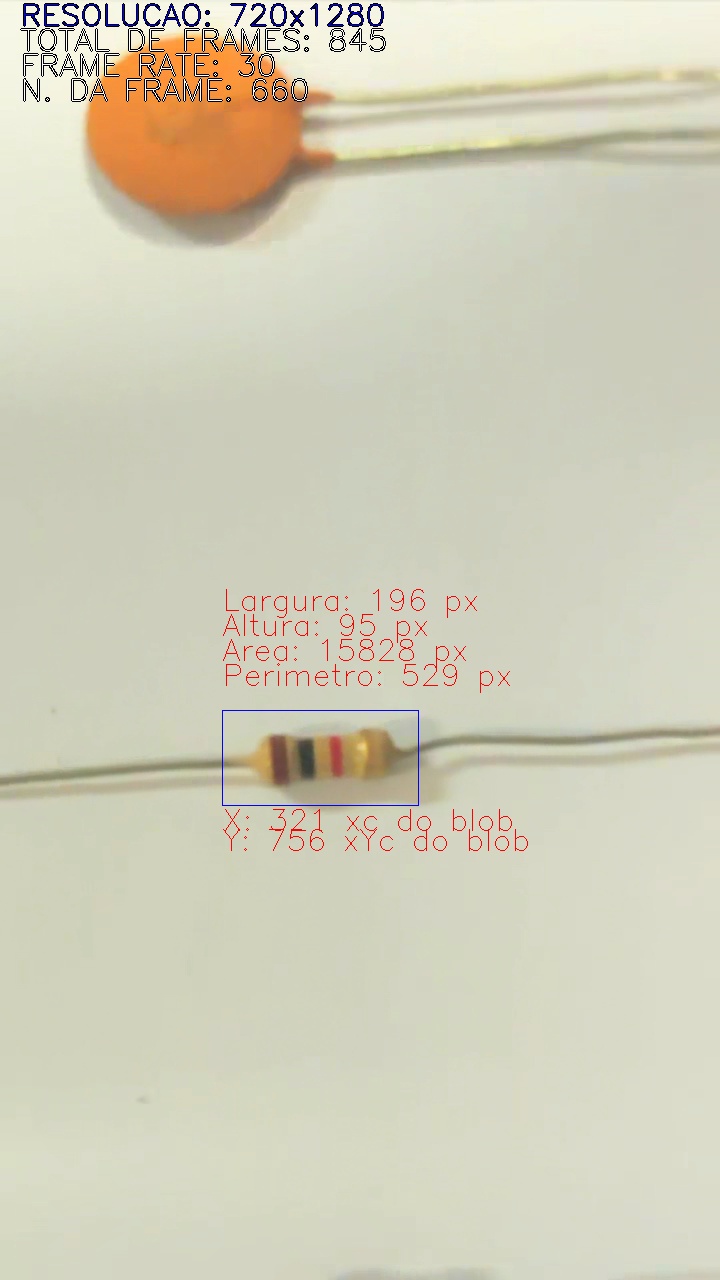 RESOLUCAO: 720x1280
TOTAL DE FRAMES: 845
FRAME RATE: 30
N. DA FRAME: 660
Largura: 196 px
Altura: 95 px
Area: 15828 px
Perimetro: 529 px
X: 321 xc do blob
Y: 756 xYc do blob